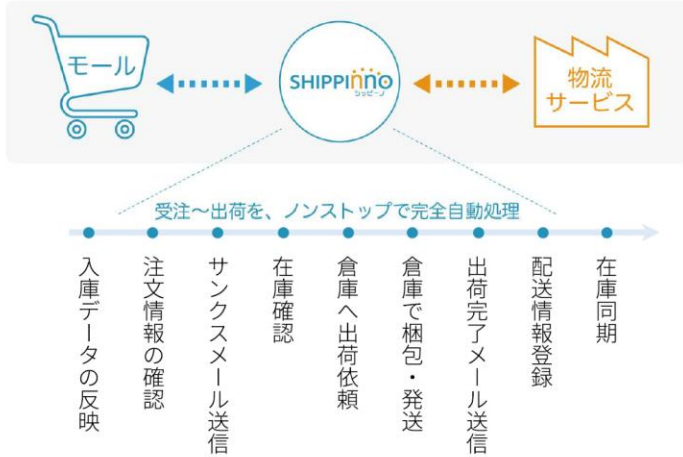 モール
SHIPPINNO
シッピーノ
物流
サービス
受注～出荷を、ノンストップで完全自動処理
入庫データの反映
注文情報の確認
サンクスメール送信
在庫確認
倉庫へ出荷依頼
倉庫で梱包・発送
出荷完了メール送信
配送情報登録
在庫同期